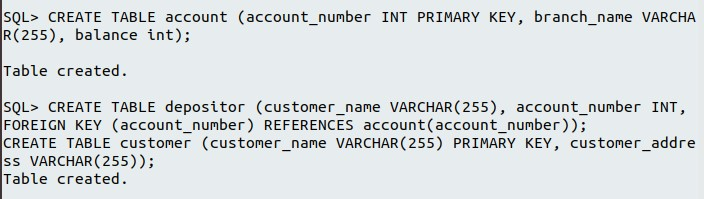 SQL> CREATE TABLE account (account_number INT PRIMARY KEY, branch_name VARCHA
R(255), balance int);
Table created.
SQL> CREATE TABLE depositor (customer_name VARCHAR(255), account_number INT,
FOREIGN KEY (account_number) REFERENCES account(account_number));
CREATE TABLE customer (customer_name VARCHAR(255) PRIMARY KEY, customer_addre
ss VARCHAR(255));
Table created.